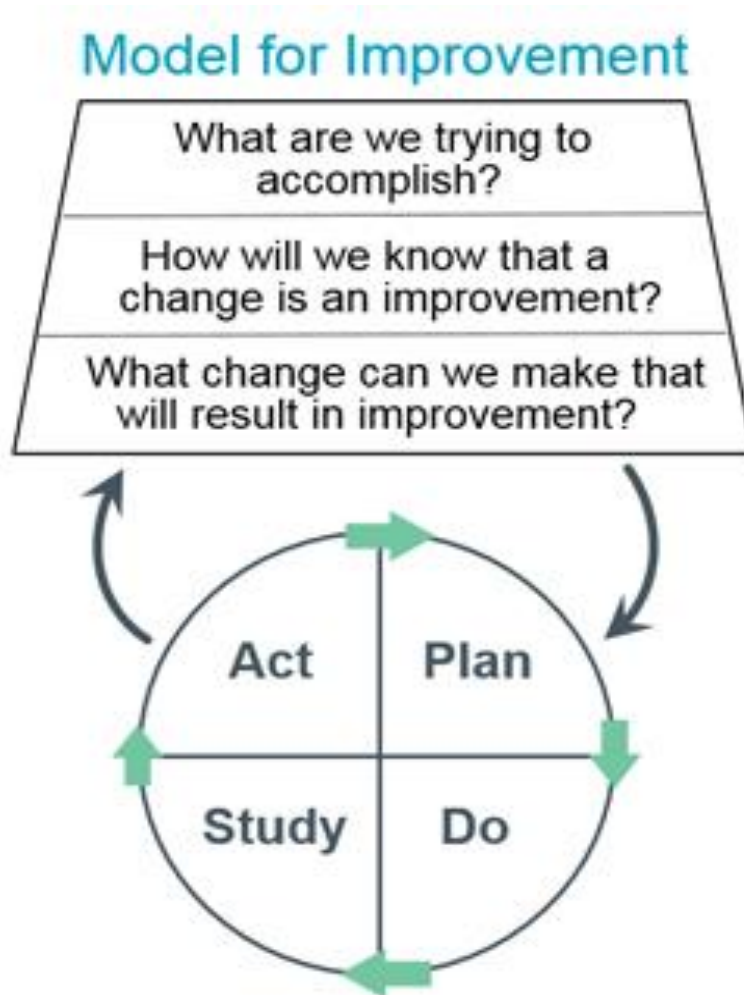 Model for Improvement
What are we trying to
accomplish?
How will we know that a
change is an improvement?
What change can we make that
will result in improvement?
Act
Plan
Study
Do